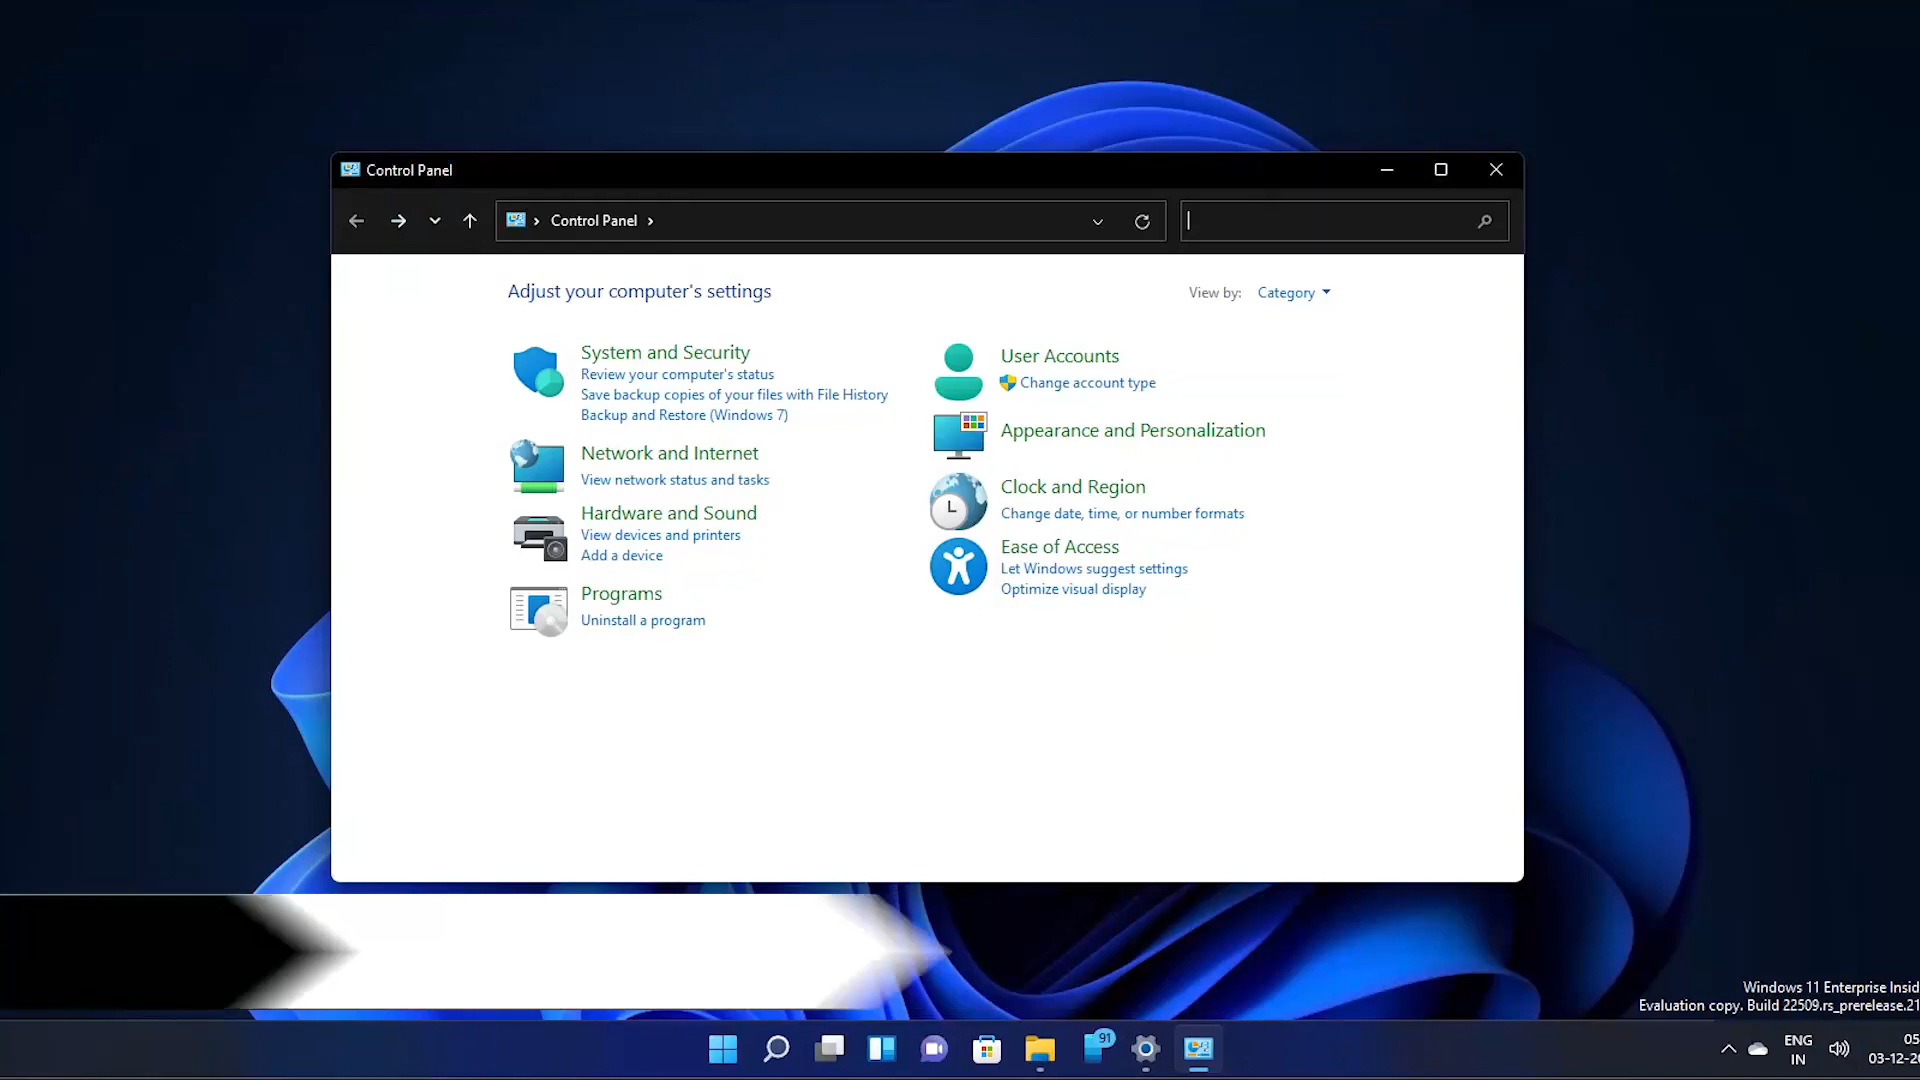 Control Panel
Control Panel
Adjust your computer's settings
View by: Category
System and Security
Review your computer's status
Save backup copies of your files with File History
Backup and Restore (Windows 7)
Network and Internet
View network status and tasks
Hardware and Sound
View devices and printers
Add a device
Programs
Uninstall a program
User Accounts
Change account type
Appearance and Personalization
Clock and Region
Change date, time, or number formats
Ease of Access
Let Windows suggest settings
Optimize visual display
Windows 11 Enterprise Insid
Evaluation copy. Build 22509.rs_prerelease.21
91
ENG
IN
05
03-12-20